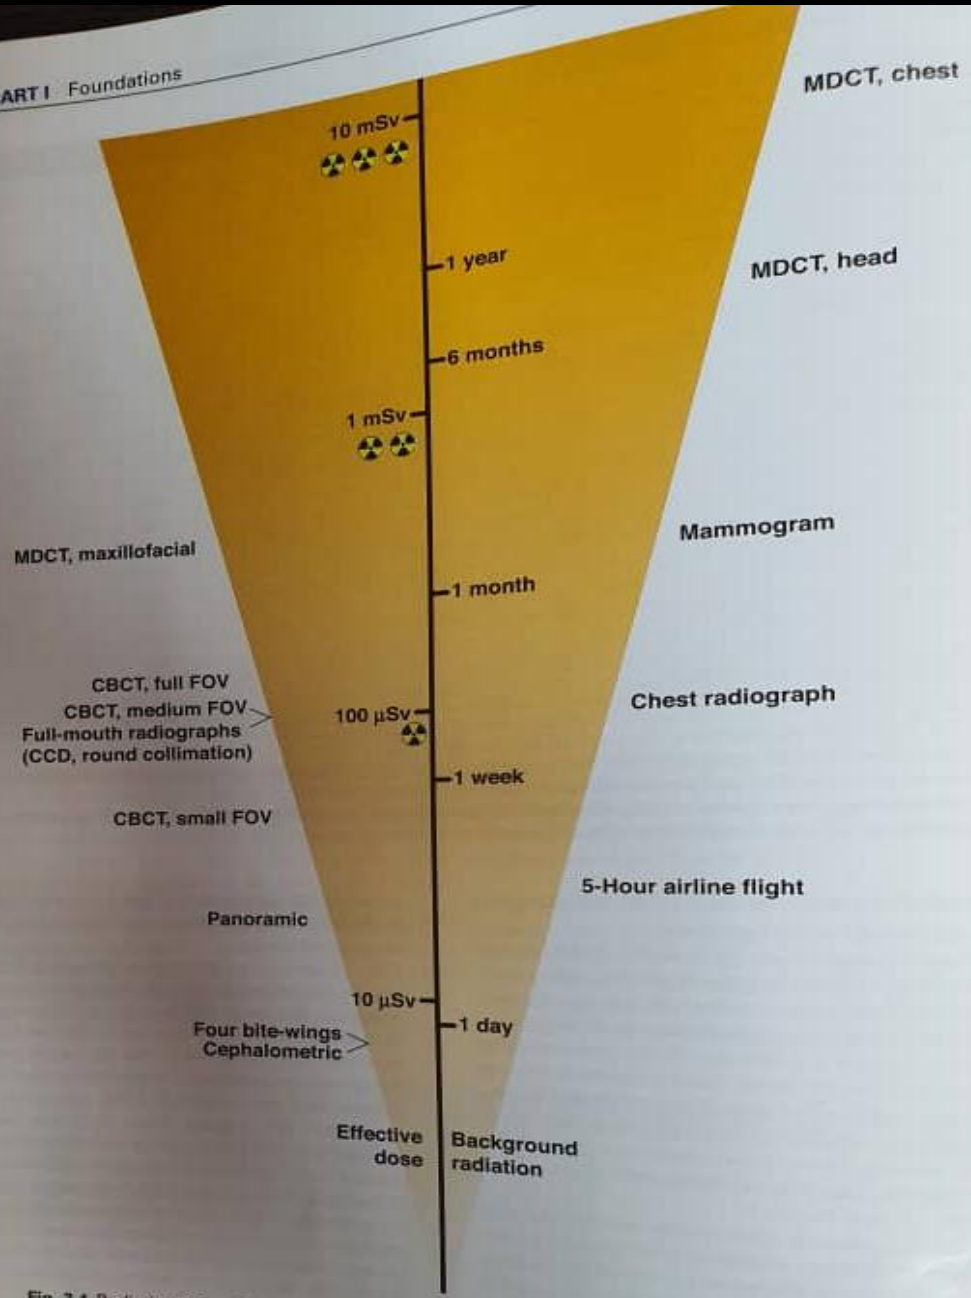 ART I Foundations
MDCT, chest
10 mSv
1 year
MDCT, head
6 months
1 mSv
Mammogram
MDCT, maxillofacial
1 month
CBCT, full FOV
Chest radiograph
CBCT, medium FOV
100 µSv
Full-mouth radiographs
(CCD, round collimation)
1 week
CBCT, small FOV
5-Hour airline flight
Panoramic
10 µSv
1 day
Four bite-wings
Cephalometric
Effective
dose
Background
radiation